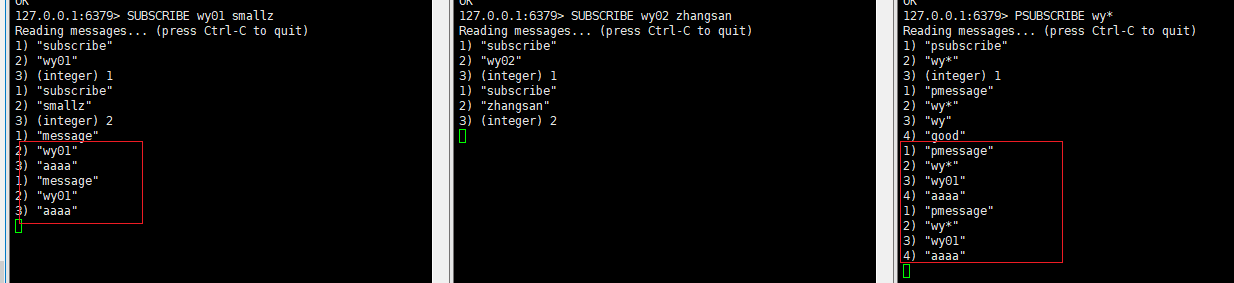 OK
127.0.0.1:6379> SUBSCRIBE wy01 smallz
Reading messages... (press Ctrl-C to quit)
1) "subscribe"
2) "wy01"
3) (integer) 1
1) "subscribe"
2) "smallz"
3) (integer) 2
1) "message"
2) "wy01"
3) "aaaa"
1) "message"
2) "wy01"
3) "aaaa"
OK
127.0.0.1:6379> SUBSCRIBE wy02 zhangsan
Reading messages... (press Ctrl-C to quit)
1) "subscribe"
2) "wy02"
3) (integer) 1
1) "subscribe"
2) "zhangsan"
3) (integer) 2
OK
127.0.0.1:6379> PSUBSCRIBE wy*
Reading messages... (press Ctrl-C to quit)
1) "psubscribe"
2) "wy*"
3) (integer) 1
1) "pmessage"
2) "wy*"
3) "wy"
4) "good"
1) "pmessage"
2) "wy*"
3) "wy01"
4) "aaaa"
1) "pmessage"
2) "wy*"
3) "wy01"
4) "aaaa"